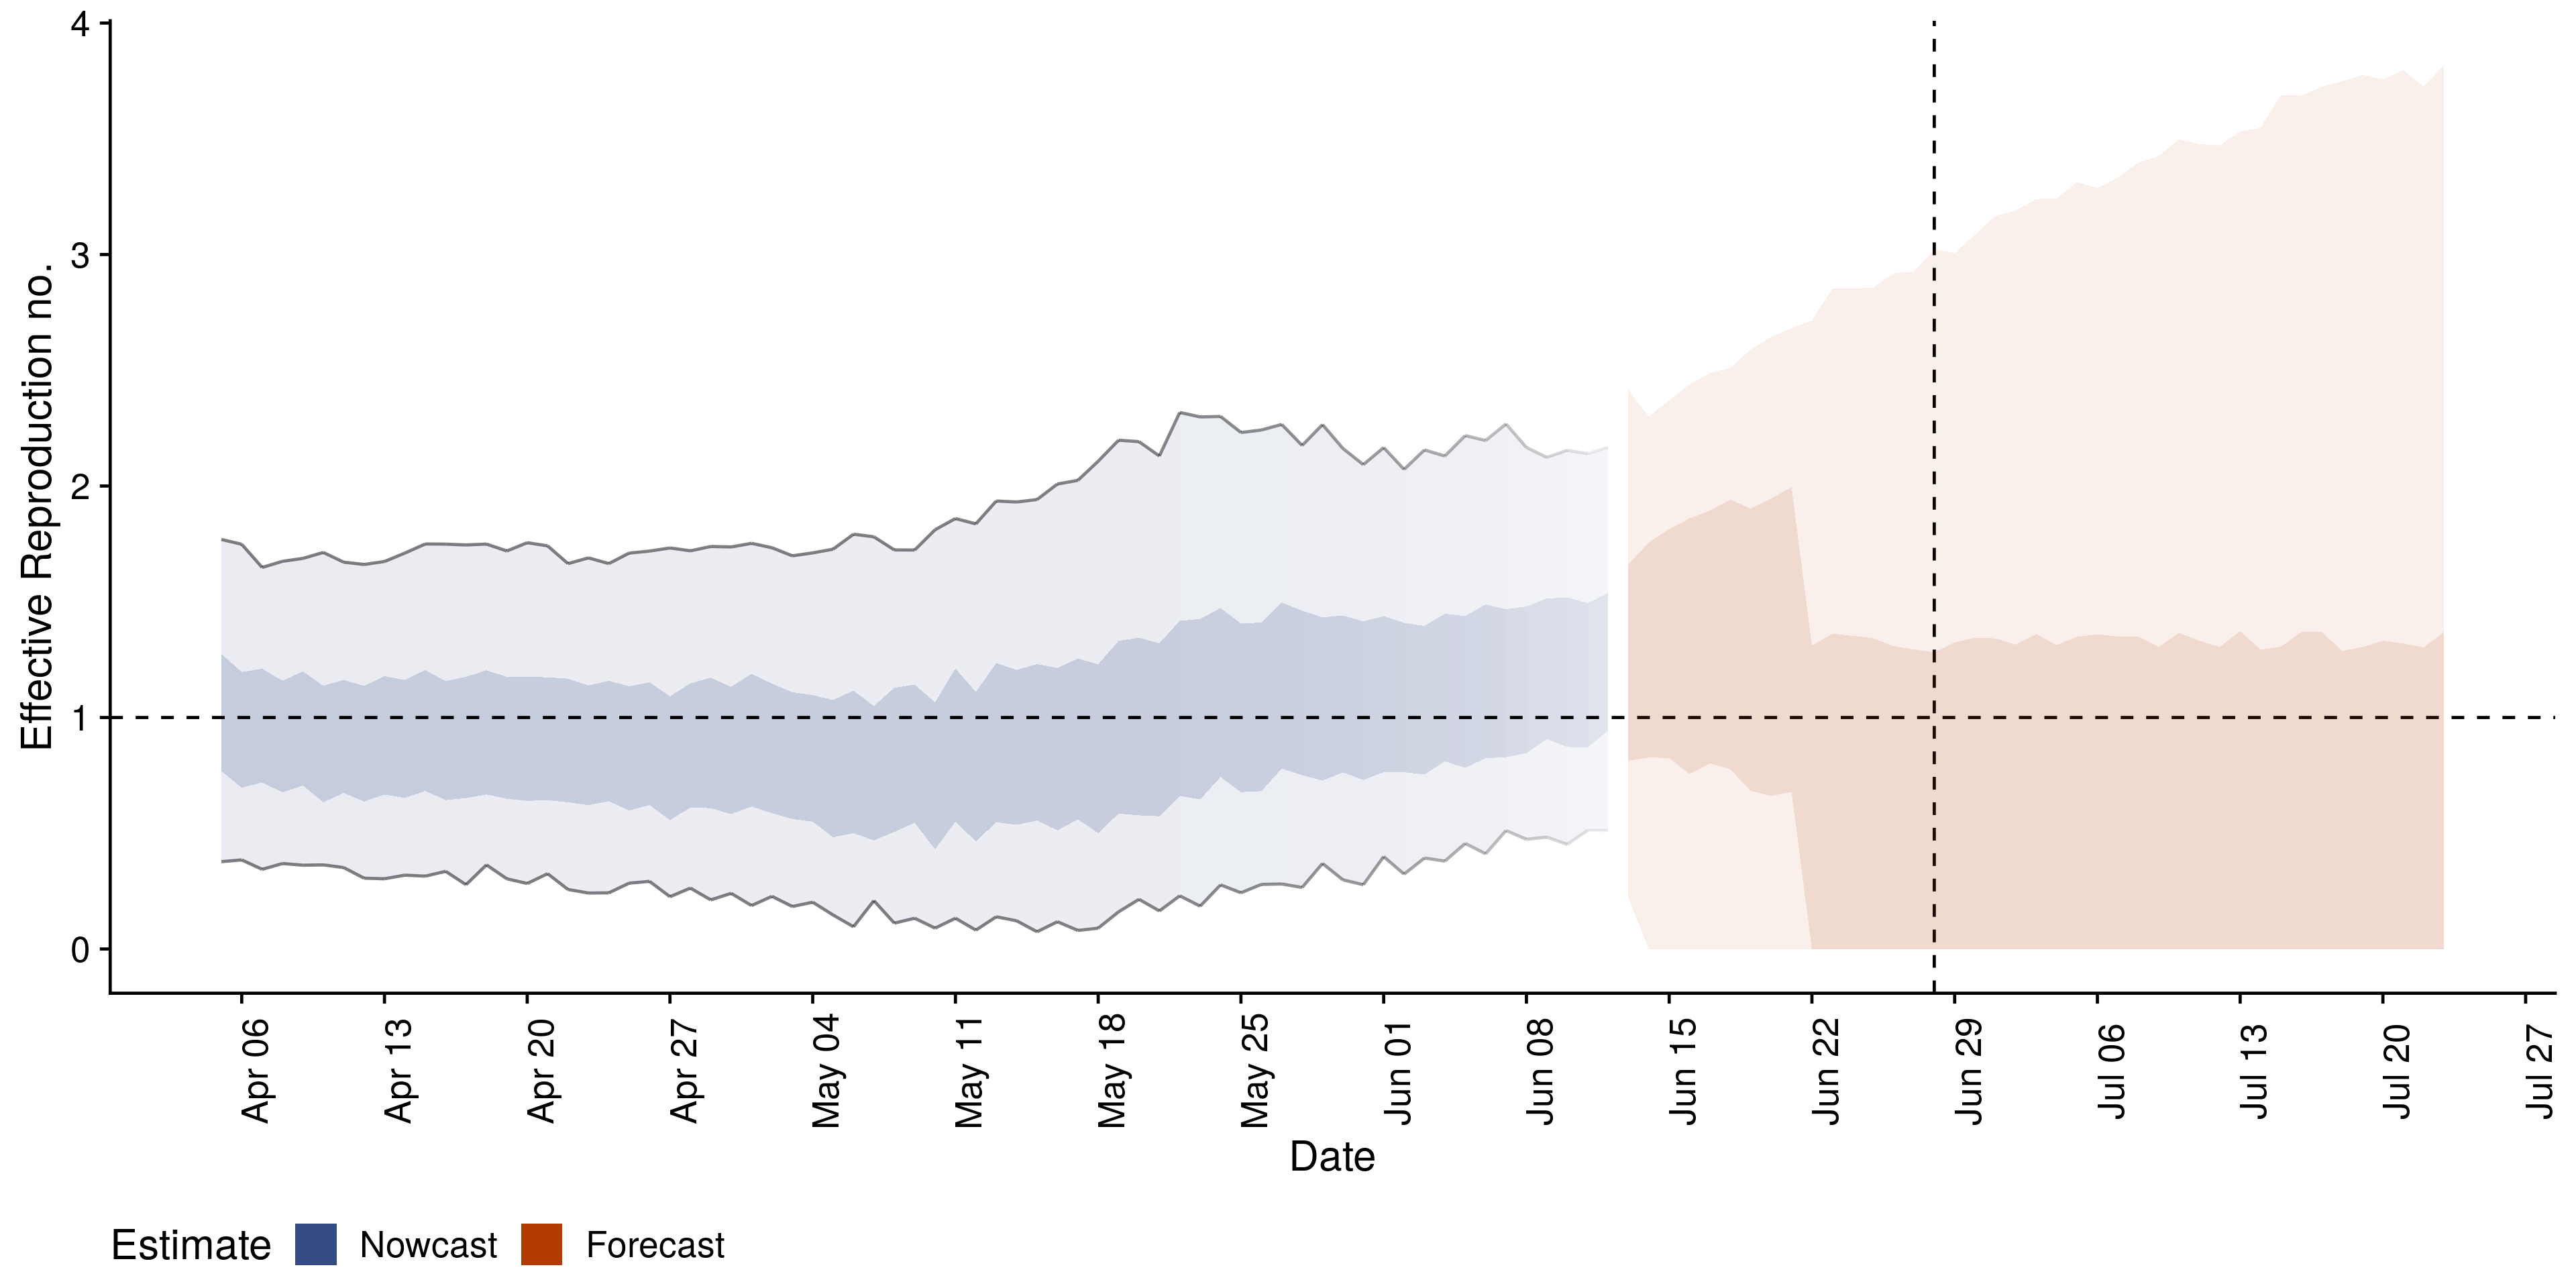 Effective Reproduction no.
4
3
2
1
0
Apr 06
Apr 13
Apr 20
Apr 27
May 04
May 11
May 18
May 25
Jun 01
Jun 08
Jun 15
Jun 22
Jun 29
Jul 06
Jul 13
Jul 20
Jul 27
Date
Estimate Nowcast Forecast